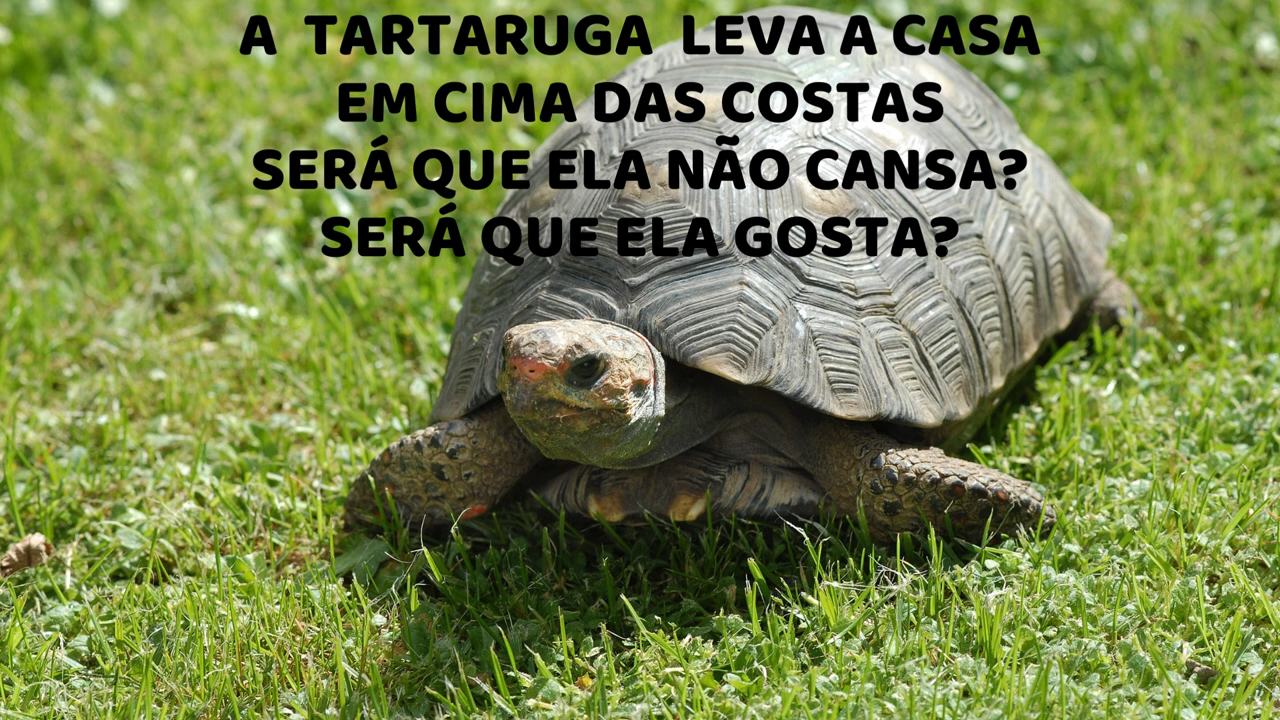 A TARTARUGA LEVA A CASA
EM CIMA DAS COSTAS
SERÁ QUE ELA NÃO CANSA?
SERÁ QUE ELA GOSTA?